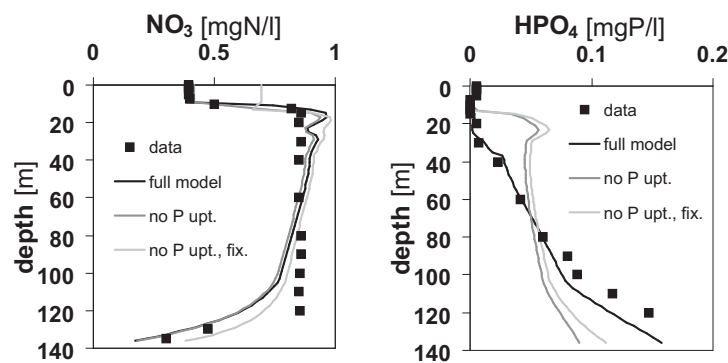 NO3 [mgN/l]
0 0.5 1
0
20
40
60
80
100
120
140
depth [m]
data
full model
no P upt.
no P upt., fix.
HPO4 [mgP/l]
0 0.1 0.2
0
20
40
60
80
100
120
140
depth [m]
data
full model
no P upt.
no P upt., fix.